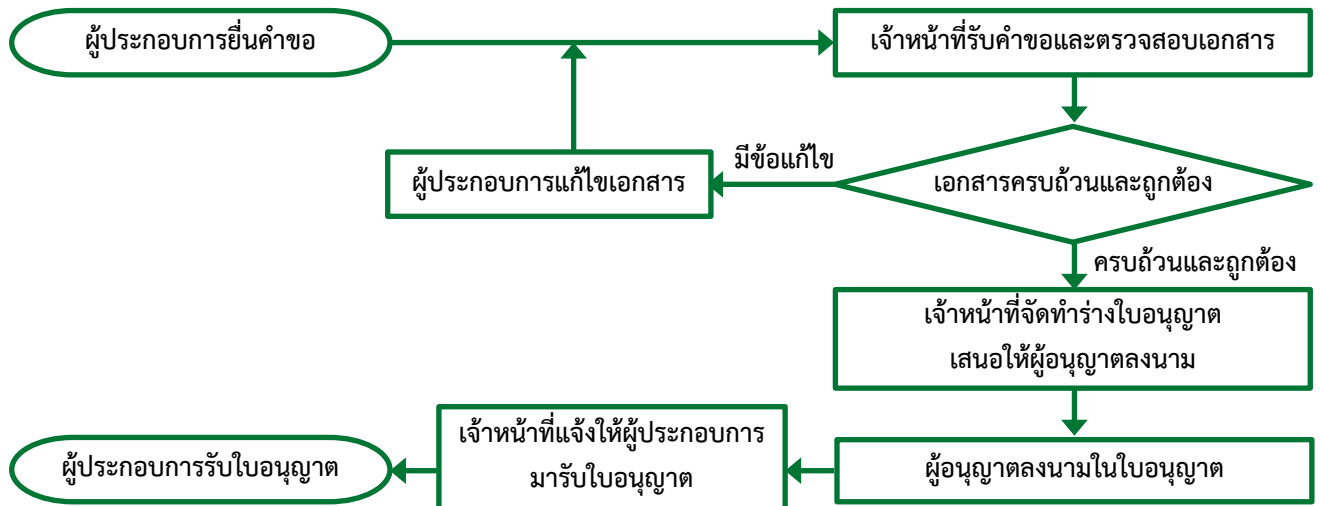 ผู้ประกอบการยื่นคำขอ
เจ้าหน้าที่รับคำขอและตรวจสอบเอกสาร
มีข้อแก้ไข
ผู้ประกอบการแก้ไขเอกสาร
เอกสารครบถ้วนและถูกต้อง
ครบถ้วนและถูกต้อง
เจ้าหน้าที่จัดทำร่างใบอนุญาต
เสนอให้ผู้อนุญาตลงนาม
ผู้อนุญาตลงนามในใบอนุญาต
เจ้าหน้าที่แจ้งให้ผู้ประกอบการ
มารับใบอนุญาต
ผู้ประกอบการรับใบอนุญาต